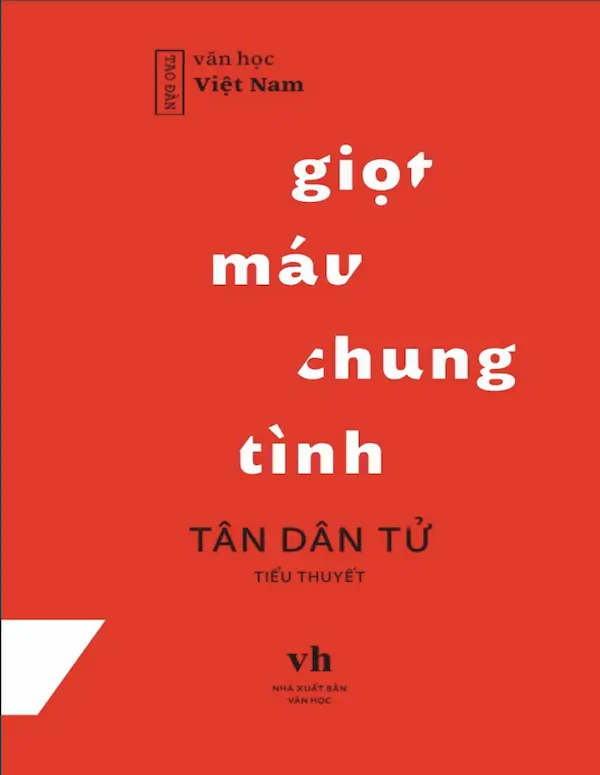 TAO ĐÀN
văn học
Việt Nam
giọt
máu
chung
tình
TÂN DÂN TỬ
TIỂU THUYẾT
vh
NHÀ XUẤT BẢN
VĂN HỌC